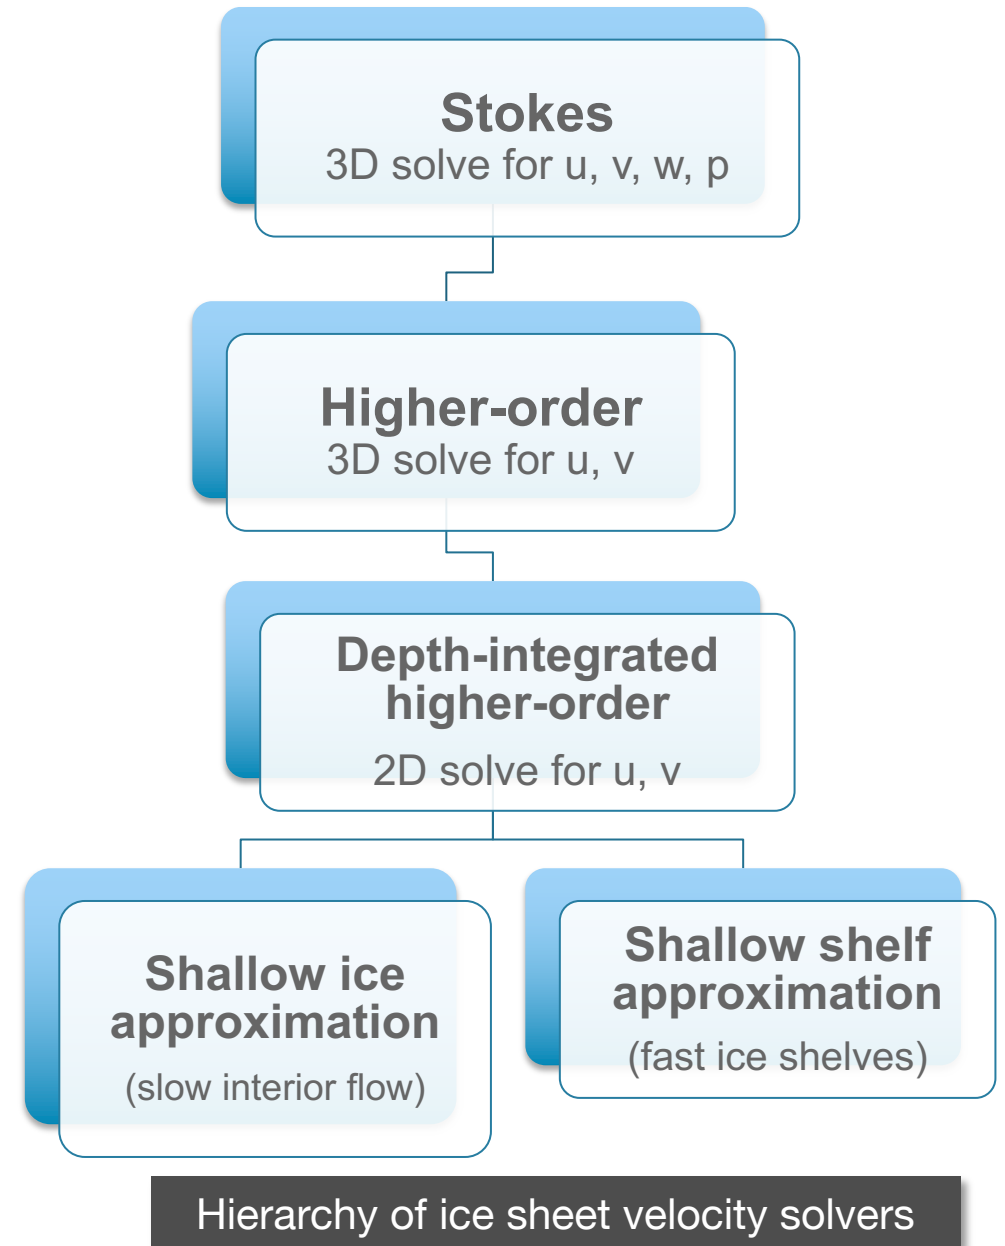 Stokes
3D solve for u, v, w, p
Higher-order
3D solve for u, v
Depth-integrated
higher-order
2D solve for u, v
Shallow ice
approximation
(slow interior flow)
Shallow shelf
approximation
(fast ice shelves)
Hierarchy of ice sheet velocity solvers